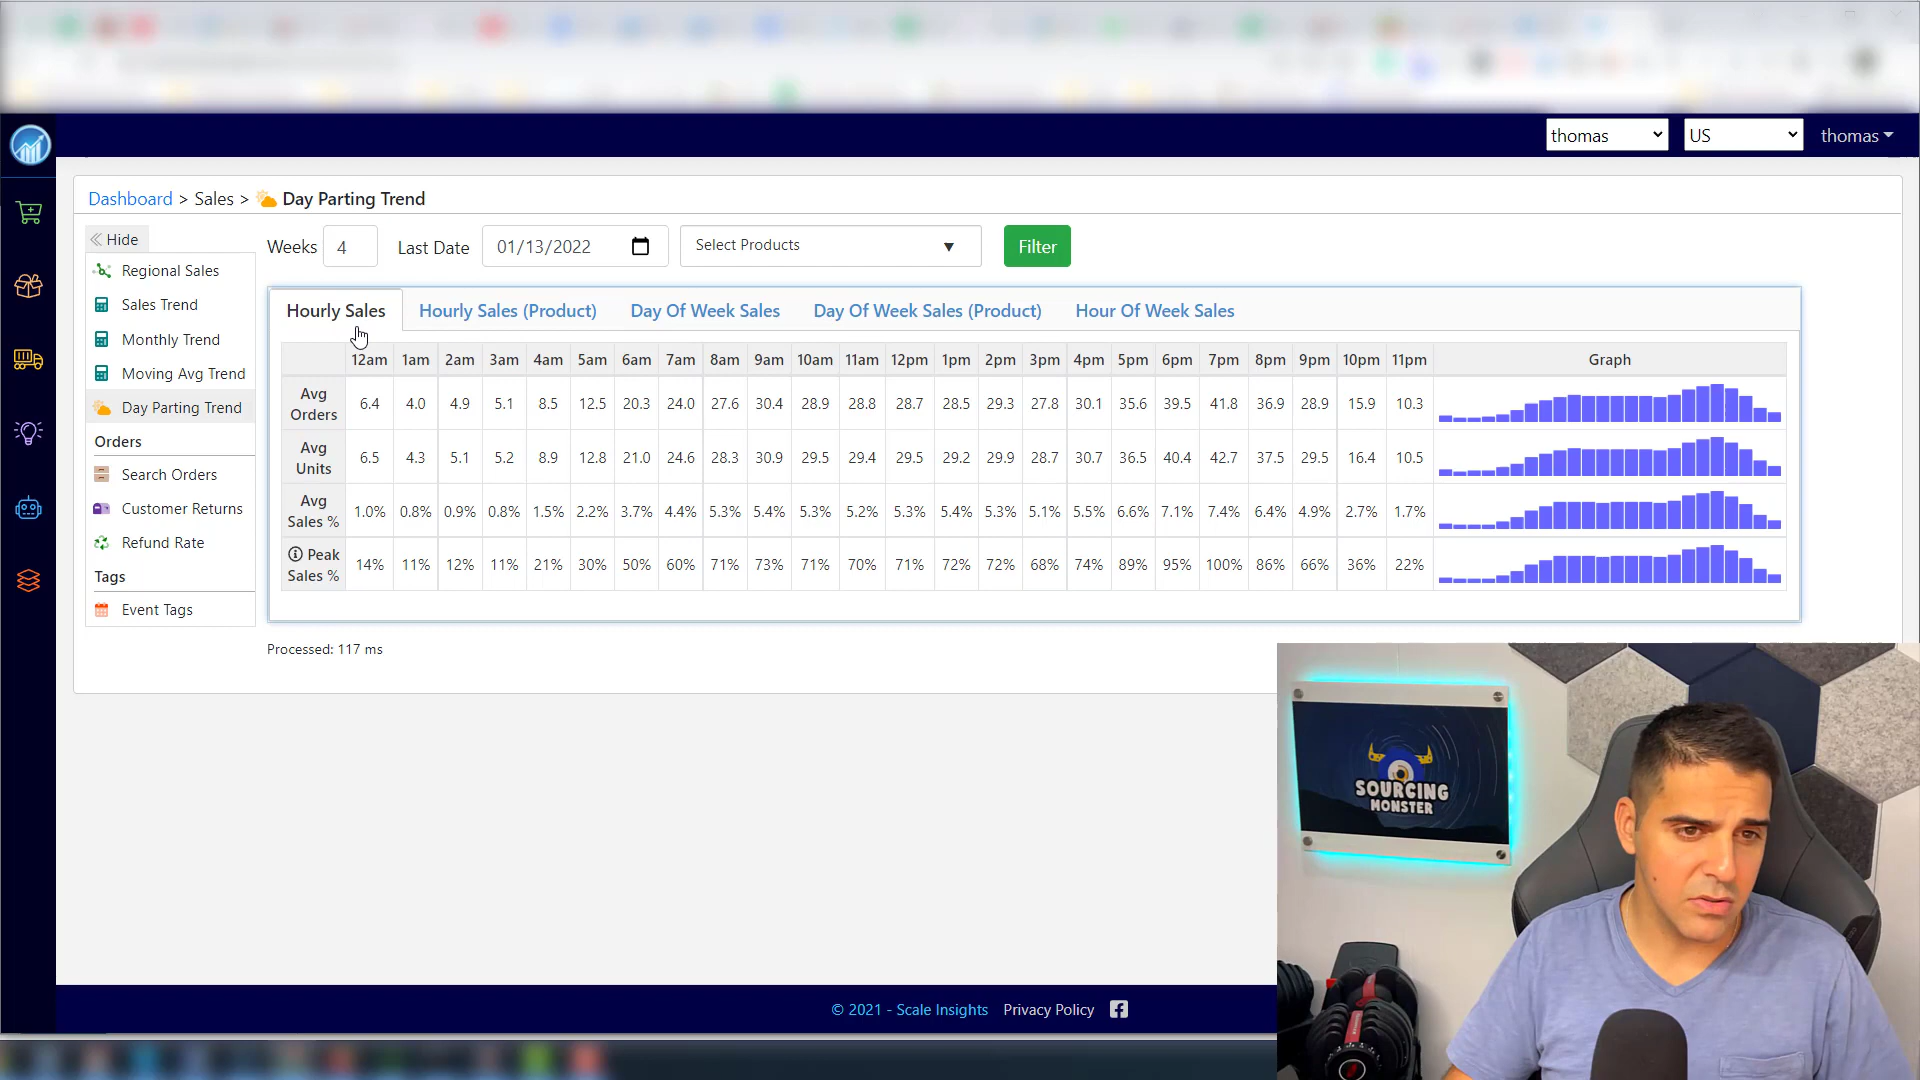 thomas US thomas
Dashboard > Sales > Day Parting Trend
Hide
Weeks 4 Last Date 01/13/2022 Select Products Filter
Regional Sales
Sales Trend
Monthly Trend
Moving Avg Trend
Day Parting Trend
Orders
Search Orders
Customer Returns
Refund Rate
Tags
Event Tags
Hourly Sales Hourly Sales (Product) Day Of Week Sales Day Of Week Sales (Product) Hour Of Week Sales
12am 1am 2am 3am 4am 5am 6am 7am 8am 9am 10am 11am 12pm 1pm 2pm 3pm 4pm 5pm 6pm 7pm 8pm 9pm 10pm 11pm Graph
Avg Orders 6.4 4.0 4.9 5.1 8.5 12.5 20.3 24.0 27.6 30.4 28.9 28.8 28.7 28.5 29.3 27.8 30.1 35.6 39.5 41.8 36.9 28.9 15.9 10.3
Avg Units 6.5 4.3 5.1 5.2 8.9 12.8 21.0 24.6 28.3 30.9 29.5 29.4 29.5 29.2 29.9 28.7 30.7 36.5 40.4 42.7 37.5 29.5 16.4 10.5
Avg Sales % 1.0% 0.8% 0.9% 0.8% 1.5% 2.2% 3.7% 4.4% 5.3% 5.4% 5.3% 5.2% 5.3% 5.4% 5.3% 5.1% 5.5% 6.6% 7.1% 7.4% 6.4% 4.9% 2.7% 1.7%
Peak Sales % 14% 11% 12% 11% 21% 30% 50% 60% 71% 73% 71% 70% 71% 72% 72% 68% 74% 89% 95% 100% 86% 66% 36% 22%
Processed: 117 ms
SOURCING
MONSTER
© 2021 - Scale Insights Privacy Policy